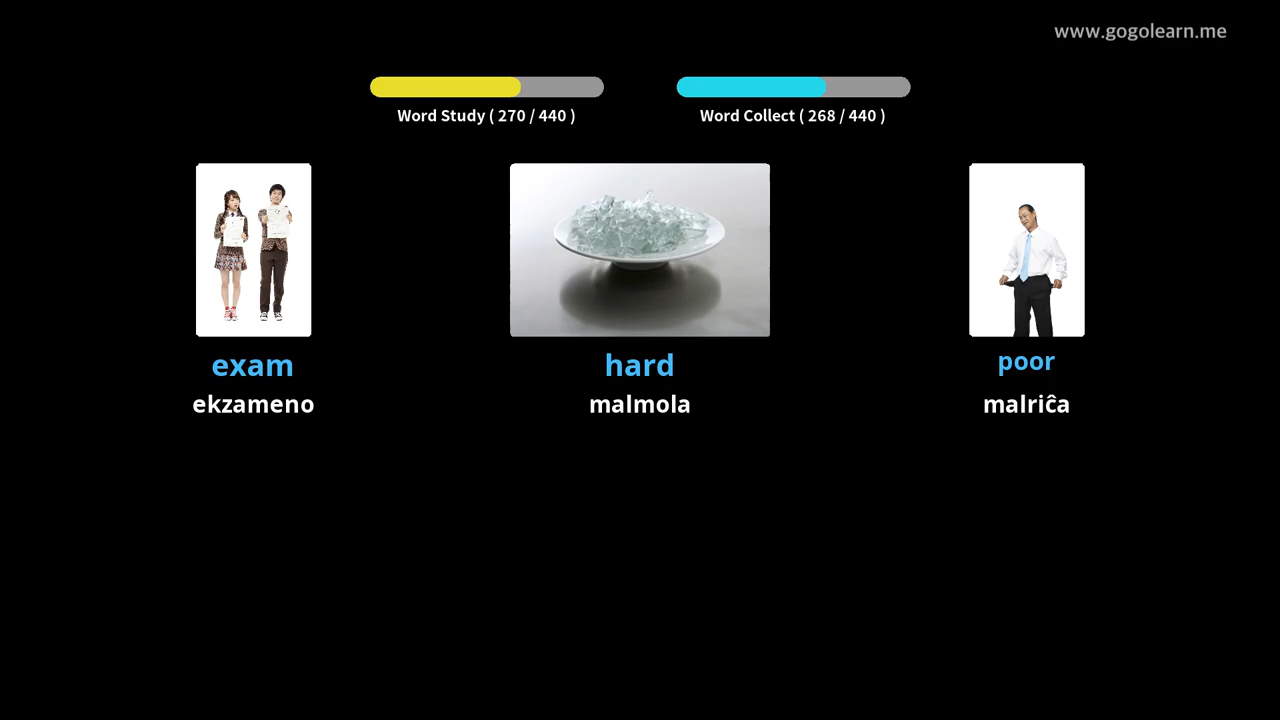 www.gogolearn.me
Word Study ( 270 / 440 )
Word Collect ( 268 / 440 )
exam
hard
poor
ekzameno
malmola
malriĉa